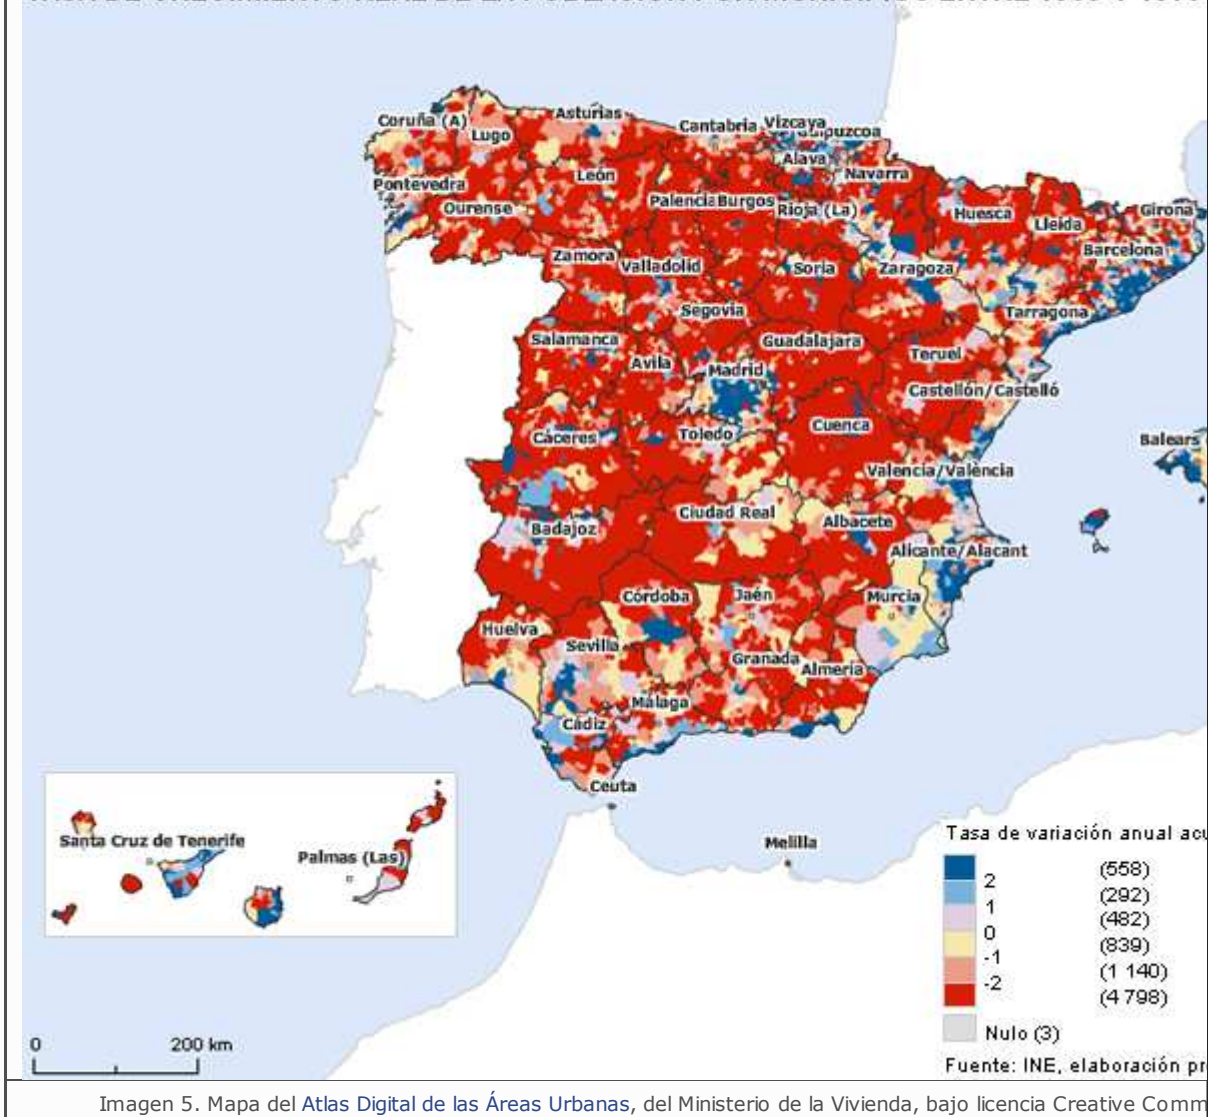 Coruña (A)
Lugo
Asturias
Cantabria
Vizcaya
Guipuzcoa
Alava
Navarra
Pontevedra
León
Ourense
Palencia
Burgos
Rioja (La)
Huesca
Lleida
Girona
Barcelona
Zamora
Valladolid
Soria
Zaragoza
Segovia
Tarragona
Salamanca
Guadalajara
Avila
Madrid
Teruel
Castellón/Castelló
Cáceres
Toledo
Cuenca
Balears
Valencia/València
Ciudad Real
Albacete
Badajoz
Alicante/Alacant
Córdoba
Jaén
Murcia
Huelva
Sevilla
Granada
Almería
Málaga
Cádiz
Ceuta
Melilla
Santa Cruz de Tenerife
Palmas (Las)
Tasa de variación anual acu
(558)
2
(292)
1
(482)
0
(839)
-1
(1 140)
-2
(4 798)
Nulo (3)
0 200 km
Fuente: INE, elaboración pr
Imagen 5. Mapa del Atlas Digital de las Áreas Urbanas, del Ministerio de la Vivienda, bajo licencia Creative Comm